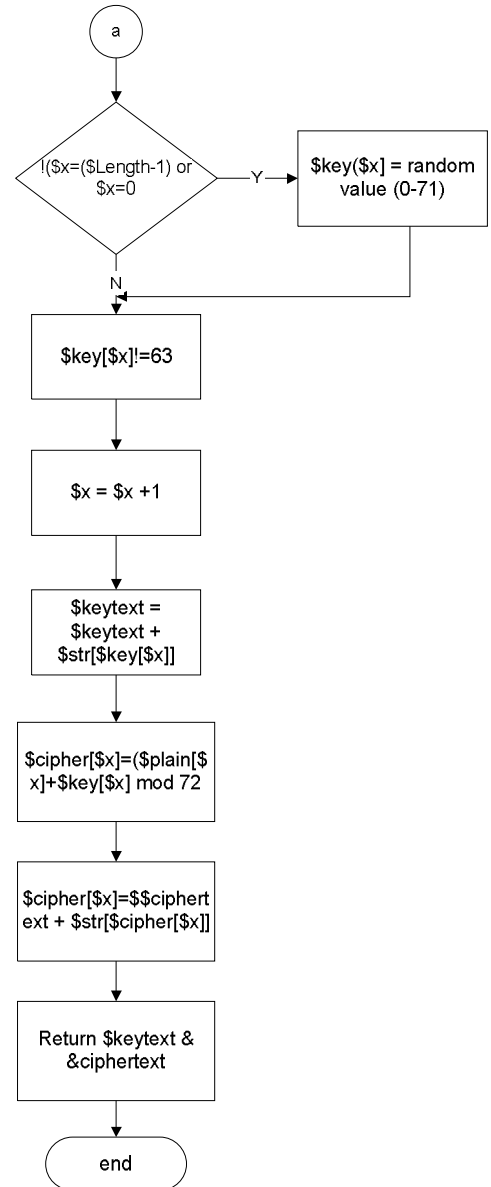 a
!($x=($Length-1) or
$x=0
Y
$key($x] = random
value (0-71)
N
$key[$x]!=63
$x = $x +1
$keytext =
$keytext +
$str[$key[$x]]
$cipher[$x]=($plain[$
x]+$key[$x] mod 72
$cipher[$x]=$$ciphert
ext + $str[$cipher[$x]]
Return $keytext &
&ciphertext
end